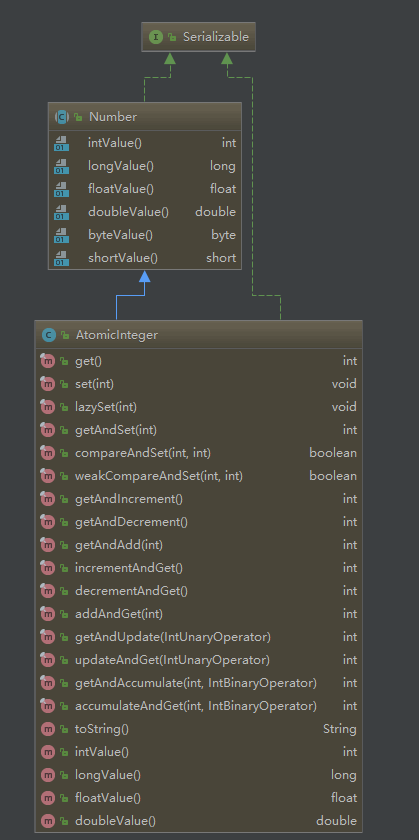 Serializable
Number
intValue() int
longValue() long
floatValue() float
doubleValue() double
byteValue() byte
shortValue() short
AtomicInteger
get() int
set(int) void
lazySet(int) void
getAndSet(int) int
compareAndSet(int, int) boolean
weakCompareAndSet(int, int) boolean
getAndIncrement() int
getAndDecrement() int
getAndAdd(int) int
incrementAndGet() int
decrementAndGet() int
addAndGet(int) int
getAndUpdate(IntUnaryOperator) int
updateAndGet(IntUnaryOperator) int
getAndAccumulate(int, IntBinaryOperator) int
accumulateAndGet(int, IntBinaryOperator) int
toString() String
intValue() int
longValue() long
floatValue() float
doubleValue() double